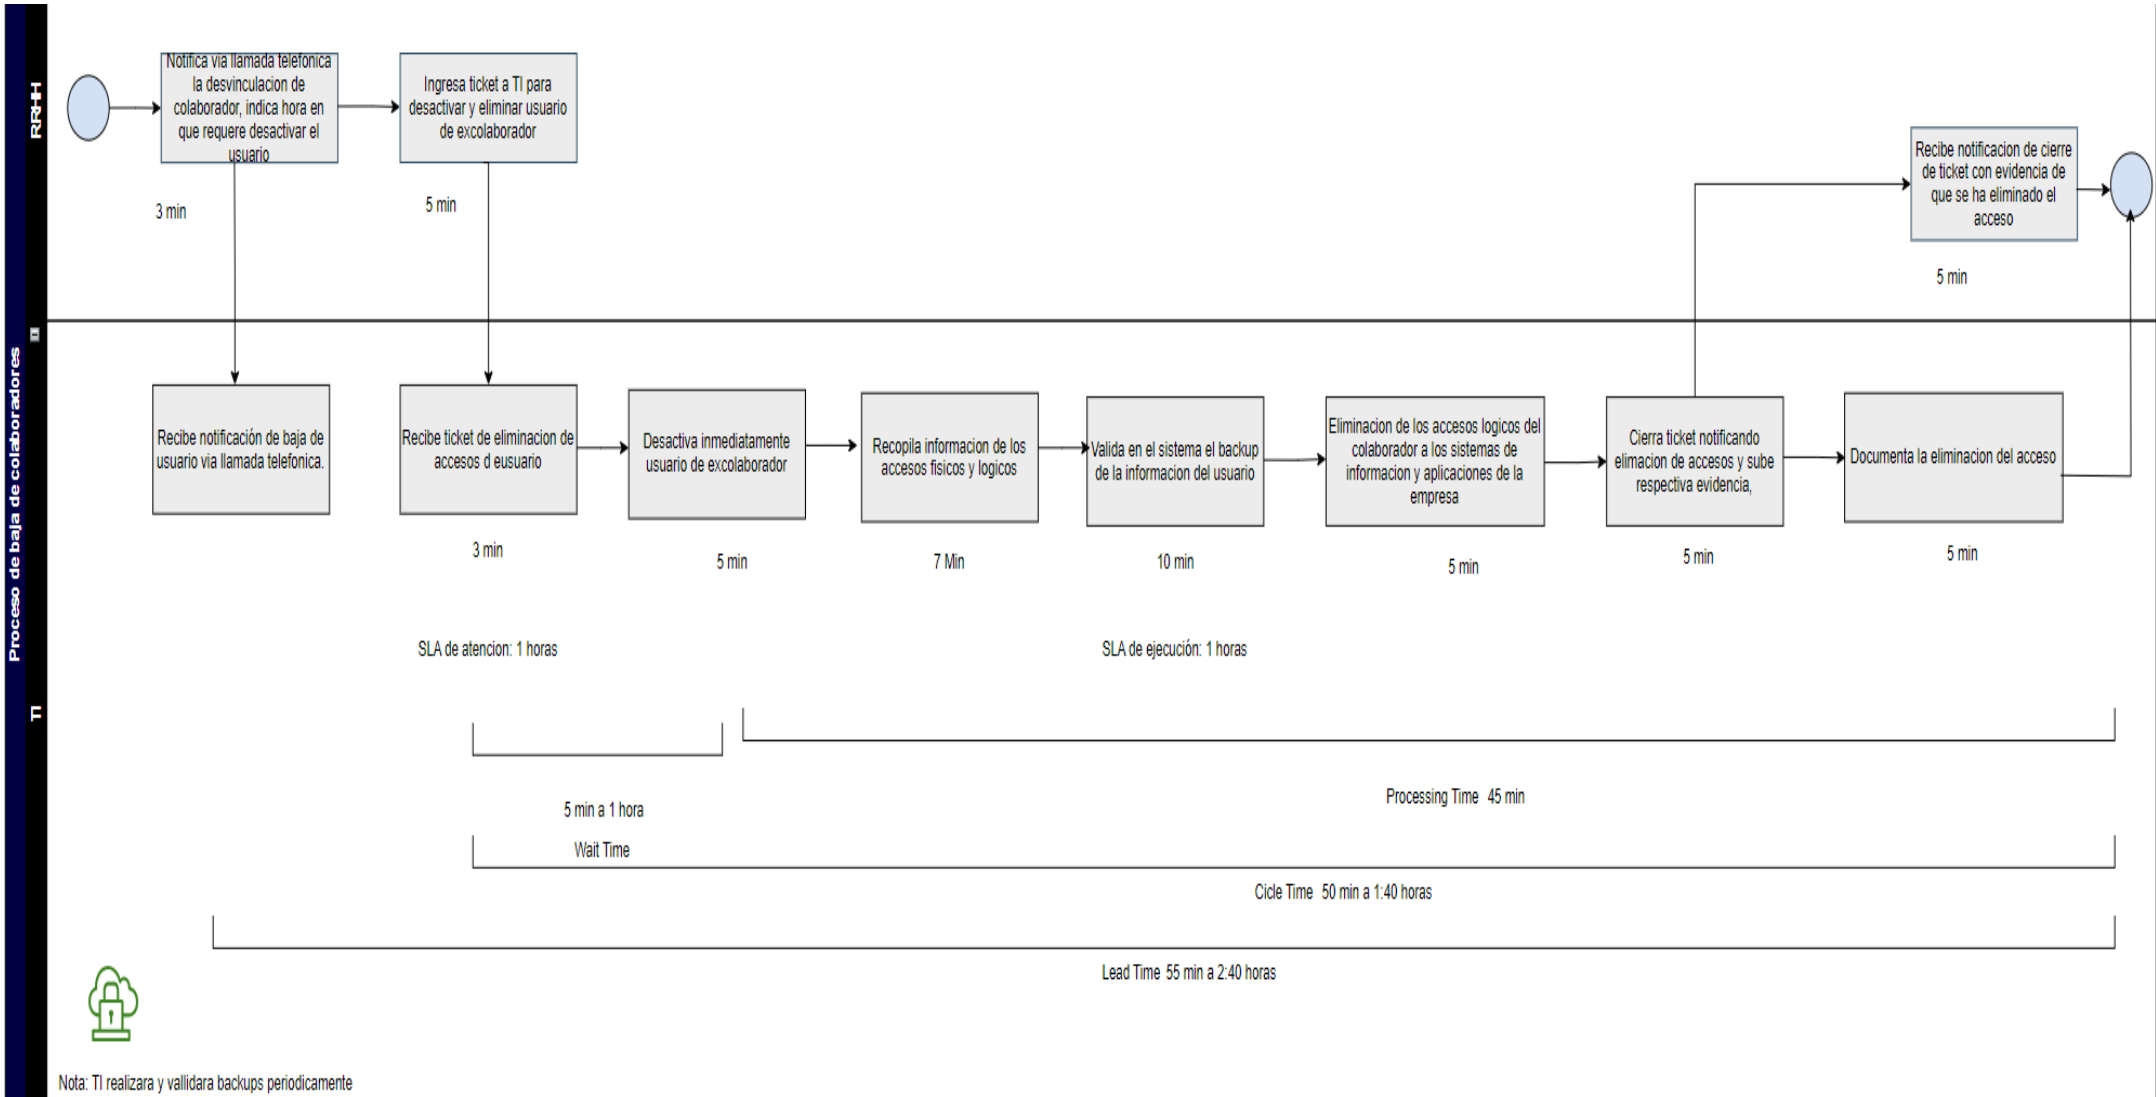 Proceso de baja de colaboradores
RRHH
TI
Notifica via llamada telefonica
la desvinculacion de
colaborador, indica hora en
que requere desactivar el
usuario
3 min
Ingresa ticket a TI para
desactivar y eliminar usuario
de excolaborador
5 min
Recibe notificacion de cierre
de ticket con evidencia de
que se ha eliminado el
acceso
5 min
Recibe notificación de baja de
usuario via llamada telefonica.
Recibe ticket de eliminacion de
accesos d eusuario
3 min
Desactiva inmediatamente
usuario de excolaborador
5 min
Recopila informacion de los
accesos fisicos y logicos
7 Min
Valida en el sistema el backup
de la informacion del usuario
10 min
Eliminacion de los accesos logicos del
colaborador a los sistemas de
informacion y aplicaciones de la
empresa
5 min
Cierra ticket notificando
elimacion de accesos y sube
respectiva evidencia,
5 min
Documenta la eliminacion del acceso
5 min
SLA de atencion: 1 horas
SLA de ejecución: 1 horas
5 min a 1 hora
Wait Time
Processing Time 45 min
Cicle Time 50 min a 1:40 horas
Lead Time 55 min a 2:40 horas
Nota: TI realizara y vallidara backups periodicamente